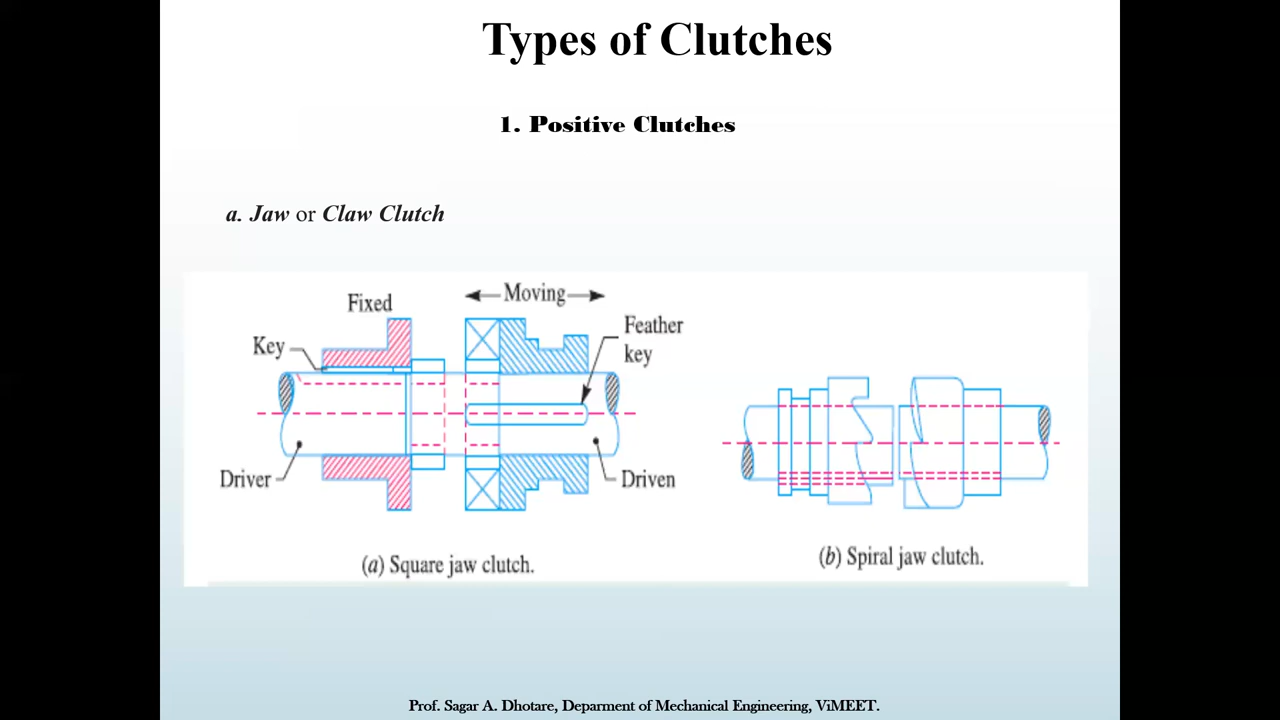 Types of Clutches
1. Positive Clutches
a. Jaw or Claw Clutch
Fixed
Moving
Key
Feather
key
Driver
Driven
(a) Square jaw clutch.
(b) Spiral jaw clutch.
Prof. Sagar A. Dhotare, Deparment of Mechanical Engineering, ViMEET.